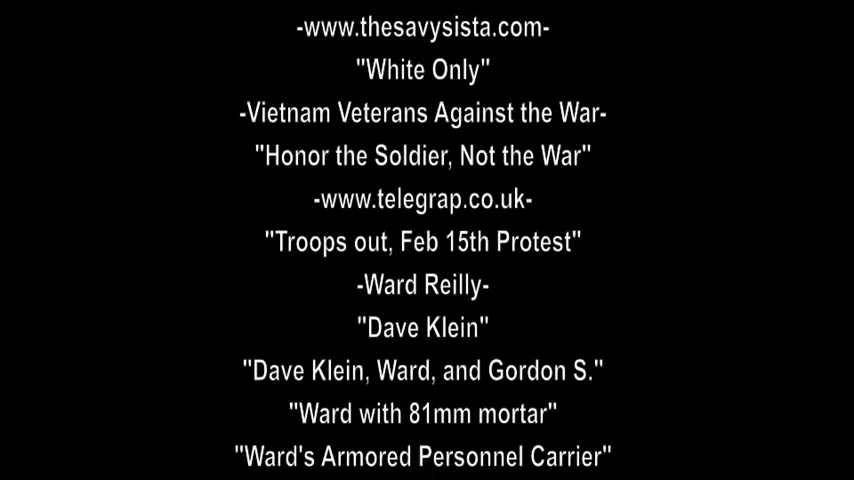 -www.thesavysista.com-
"White Only"
-Vietnam Veterans Against the War-
"Honor the Soldier, Not the War"
-www.telegrap.co.uk-
"Troops out, Feb 15th Protest"
-Ward Reilly-
"Dave Klein"
"Dave Klein, Ward, and Gordon S."
"Ward with 81mm mortar"
"Ward's Armored Personnel Carrier"